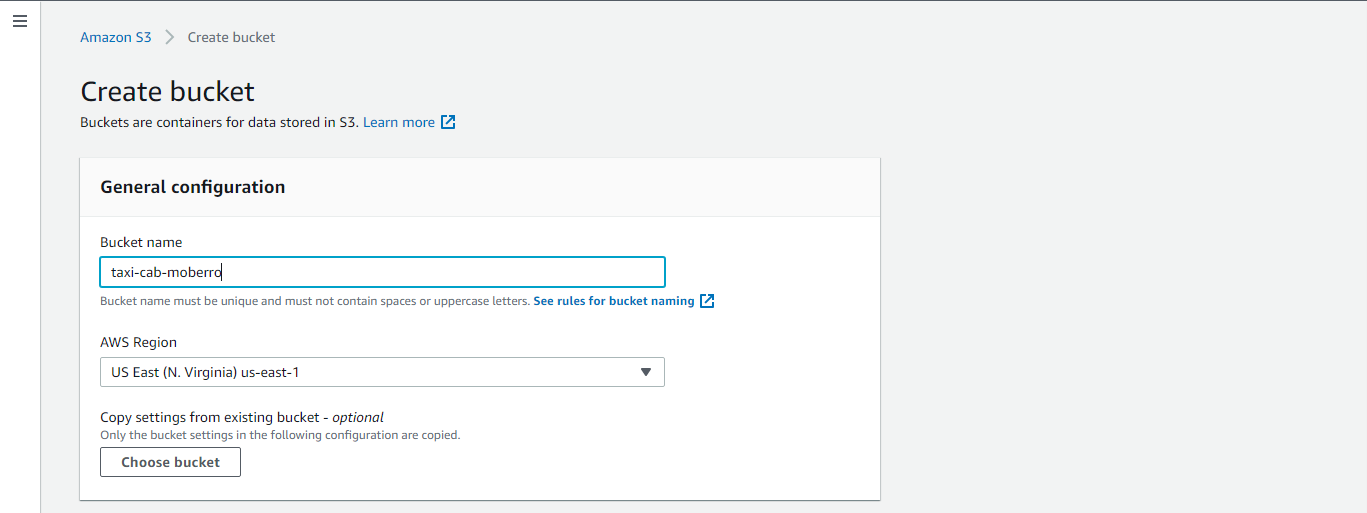 Amazon S3 > Create bucket
Create bucket
Buckets are containers for data stored in S3. Learn more
General configuration
Bucket name
taxi-cab-moberro
Bucket name must be unique and must not contain spaces or uppercase letters. See rules for bucket naming
AWS Region
US East (N. Virginia) us-east-1
Copy settings from existing bucket - optional
Only the bucket settings in the following configuration are copied.
Choose bucket